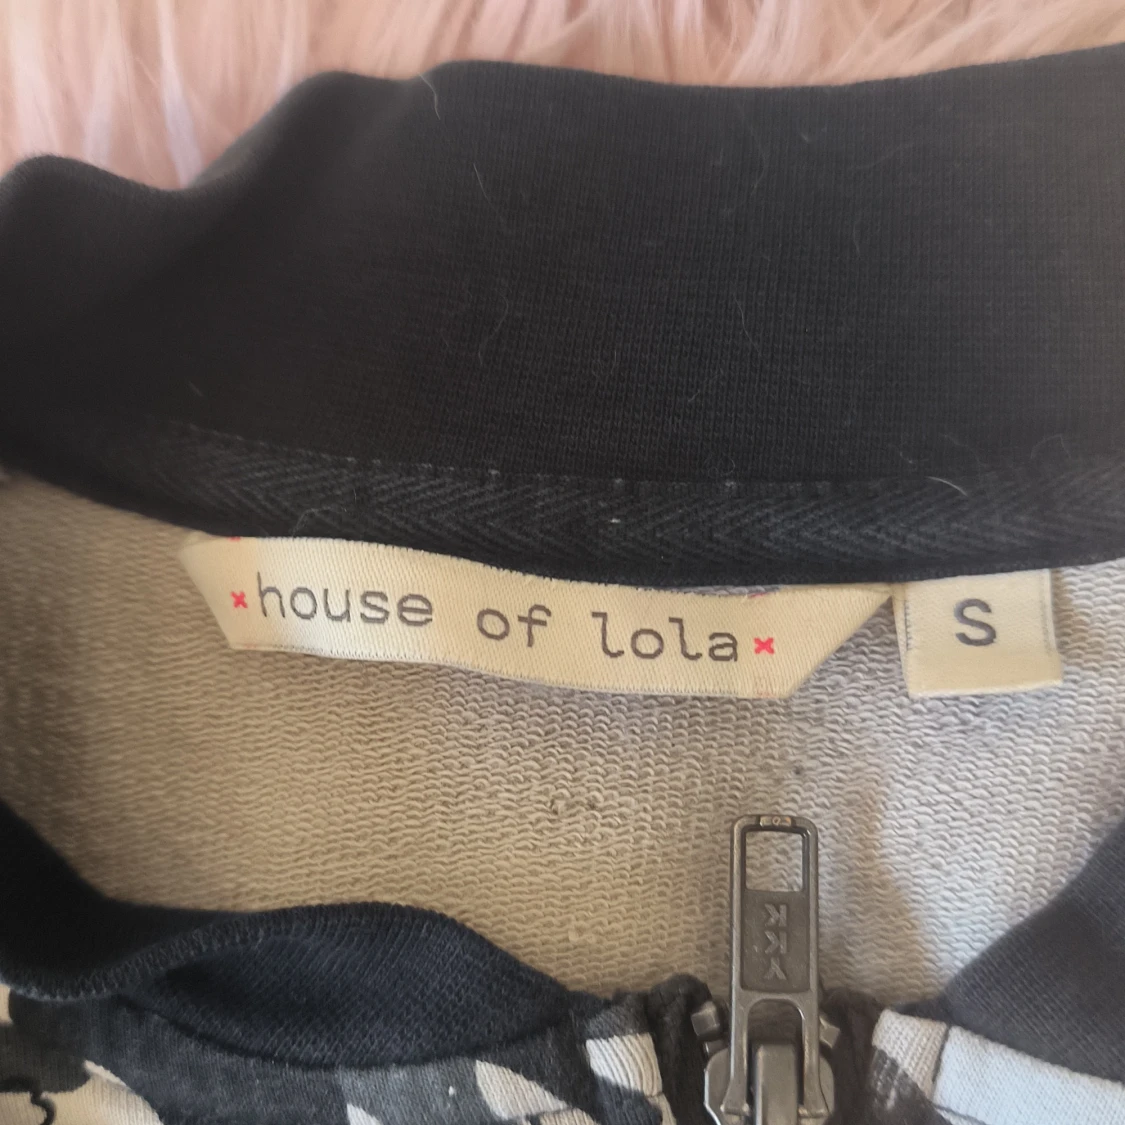 ×house of lola×
S
YKK